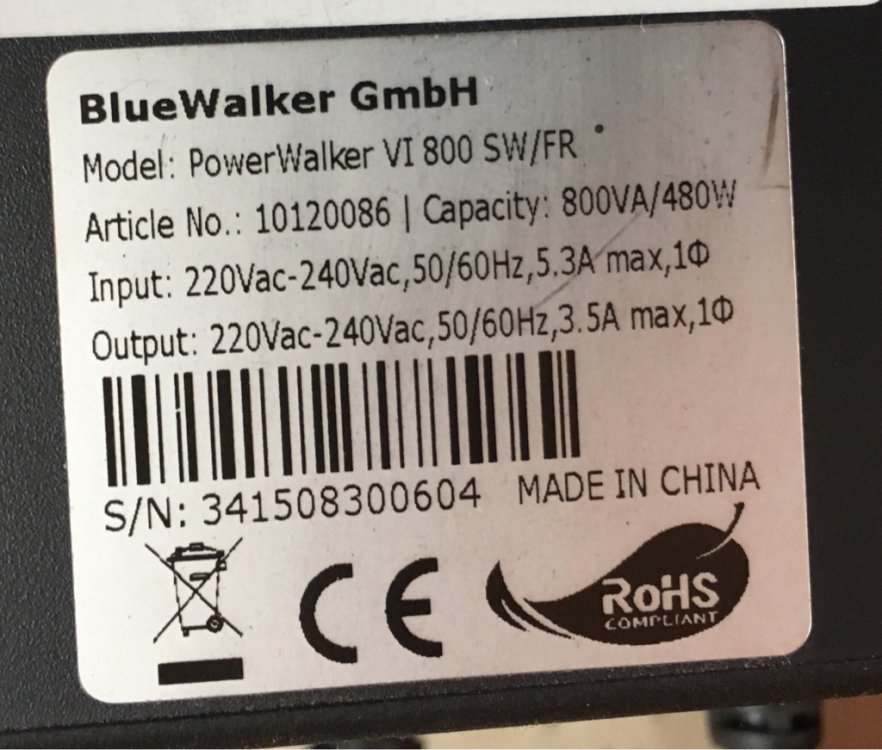 BlueWalker GmbH
Model: PowerWalker VI 800 SW/FR
Article No.: 10120086 | Capacity: 800VA/480W
Input: 220Vac-240Vac,50/60Hz,5.3A max,1Φ
Output: 220Vac-240Vac,50/60Hz,3.5A max,1Φ
S/N: 341508300604 MADE IN CHINA
CE
RoHS
COMPLIANT